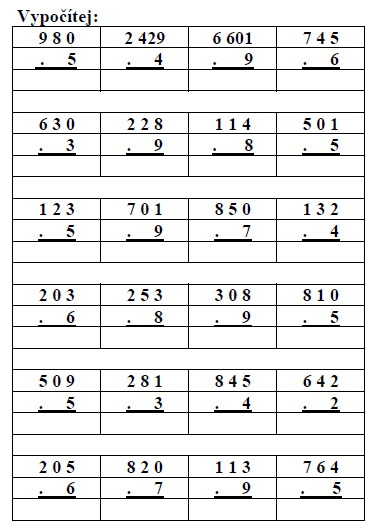 Vypočítej:
9 8 0 2 429 6 601 7 4 5
. 5 . 4 . 9 . 6
6 3 0 2 2 8 1 1 4 5 0 1
. 3 . 9 . 8 . 5
1 2 3 7 0 1 8 5 0 1 3 2
. 5 . 9 . 7 . 4
2 0 3 2 5 3 3 0 8 8 1 0
. 6 . 8 . 9 . 5
5 0 9 2 8 1 8 4 5 6 4 2
. 5 . 3 . 4 . 2
2 0 5 8 2 0 1 1 3 7 6 4
. 6 . 7 . 9 . 5